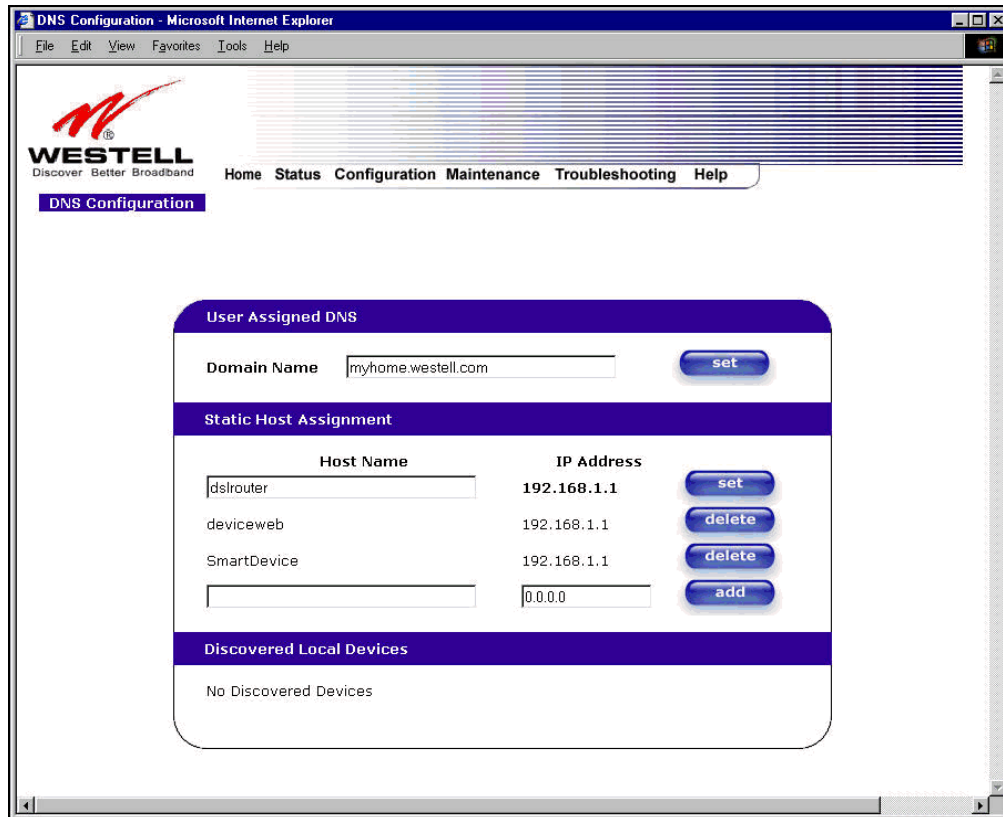 DNS Configuration - Microsoft Internet Explorer
File Edit View Favorites Tools Help
®
WESTELL
Discover Better Broadband
Home Status Configuration Maintenance Troubleshooting Help
DNS Configuration
User Assigned DNS
Domain Name myhome.westell.com set
Static Host Assignment
Host Name IP Address
dslrouter 192.168.1.1 set
deviceweb 192.168.1.1 delete
SmartDevice 192.168.1.1 delete
0.0.0.0 add
Discovered Local Devices
No Discovered Devices